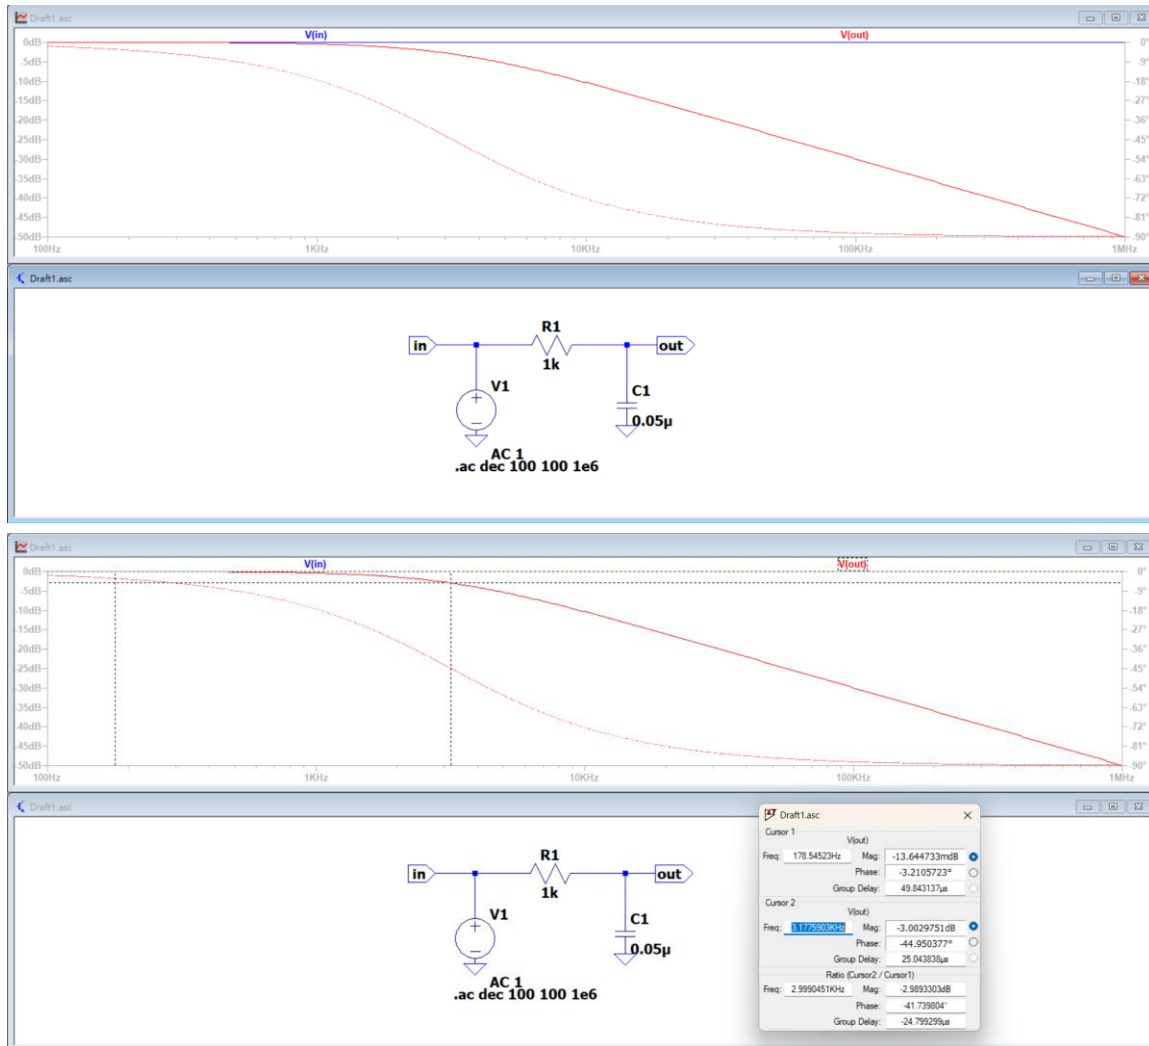 Draft1.asc
V(in) V(out)
0dB 0°
-5dB -9°
-10dB -18°
-15dB -27°
-20dB -36°
-25dB -45°
-30dB -54°
-35dB -63°
-40dB -72°
-45dB -81°
-50dB -90°
100Hz 1KHz 10KHz 100KHz 1MHz
Draft1.asc
in R1 out
1k
V1 C1
0.05µ
AC 1
.ac dec 100 100 1e6
Draft1.asc
V(in) V(out)
0dB 0°
-5dB -9°
-10dB -18°
-15dB -27°
-20dB -36°
-25dB -45°
-30dB -54°
-35dB -63°
-40dB -72°
-45dB -81°
-50dB -90°
100Hz 1KHz 10KHz 100KHz 1MHz
Draft1.asc
in R1 out
1k
V1 C1
0.05µ
AC 1
.ac dec 100 100 1e6
Draft1.asc
Cursor 1
V(out)
Freq: 178.54523Hz Mag: -13.644733mdB
Phase: -3.2105723°
Group Delay: 49.843137µs
Cursor 2
V(out)
Freq: 3.1775903KHz Mag: -3.0029751dB
Phase: -44.950377°
Group Delay: 25.043838µs
Ratio (Cursor2 / Cursor1)
Freq: 2.9990451KHz Mag: -2.9893303dB
Phase: -41.739804°
Group Delay: -24.799299µs